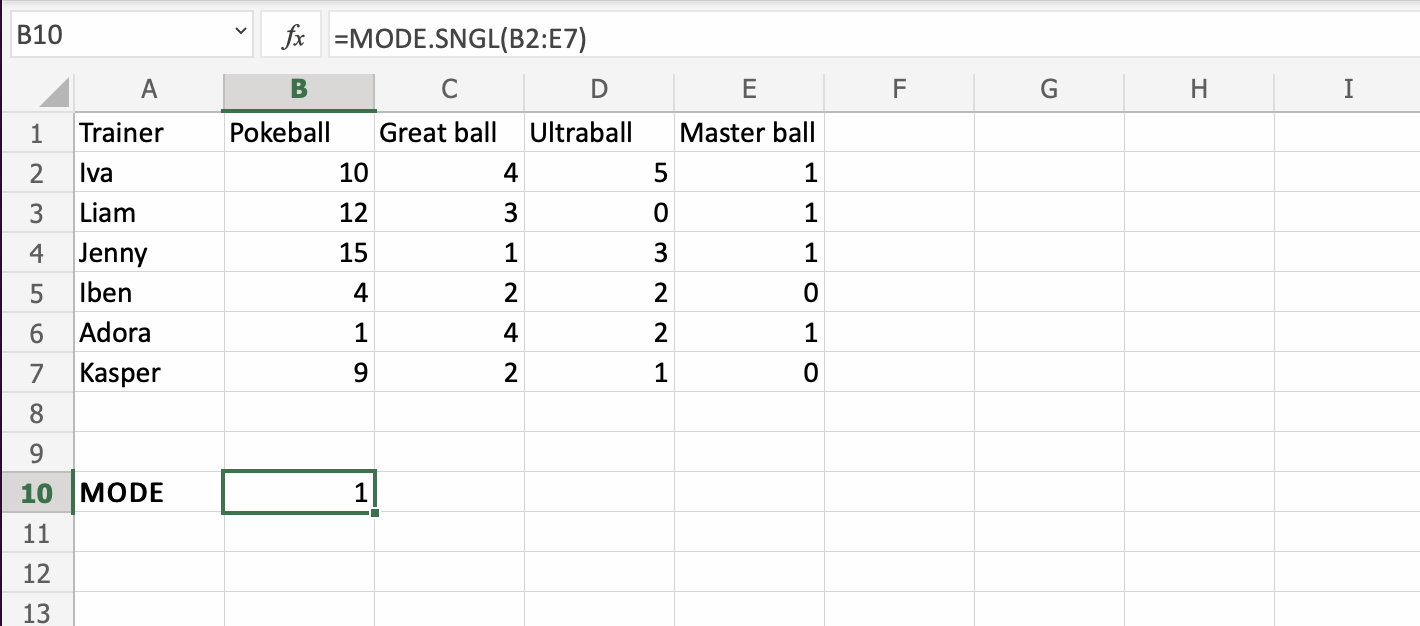 B10 fx =MODE.SNGL(B2:E7)
A B C D E F G H I
1 Trainer Pokeball Great ball Ultraball Master ball
2 Iva 10 4 5 1
3 Liam 12 3 0 1
4 Jenny 15 1 3 1
5 Iben 4 2 2 0
6 Adora 1 4 2 1
7 Kasper 9 2 1 0
8
9
10 MODE 1
11
12
13